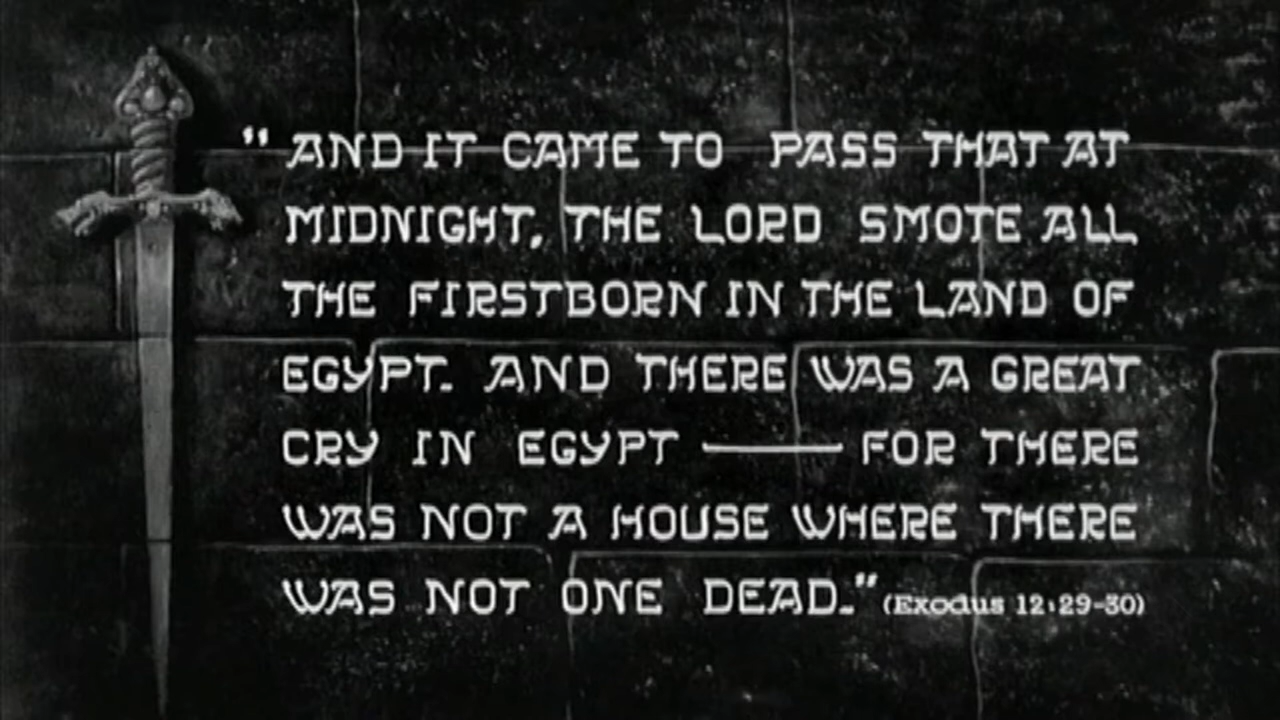 " AND IT CAME TO PASS THAT AT
MIDNIGHT, THE LORD SMOTE ALL
THE FIRSTBORN IN THE LAND OF
EGYPT. AND THERE WAS A GREAT
CRY IN EGYPT — FOR THERE
WAS NOT A HOUSE WHERE THERE
WAS NOT ONE DEAD." (Exodus 12:29-30)